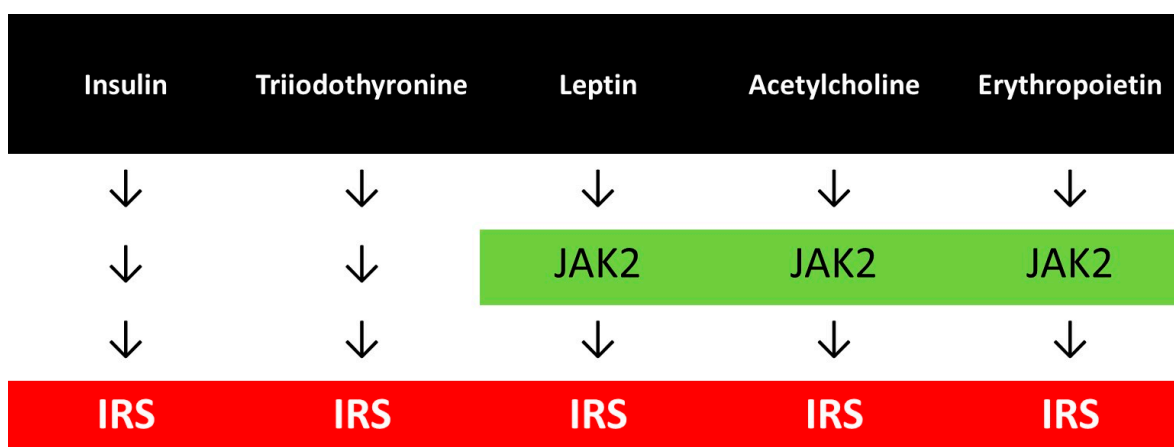 Insulin Triiodothyronine Leptin Acetylcholine Erythropoietin
↓ ↓ ↓ ↓ ↓
↓ ↓ JAK2 JAK2 JAK2
↓ ↓ ↓ ↓ ↓
IRS IRS IRS IRS IRS